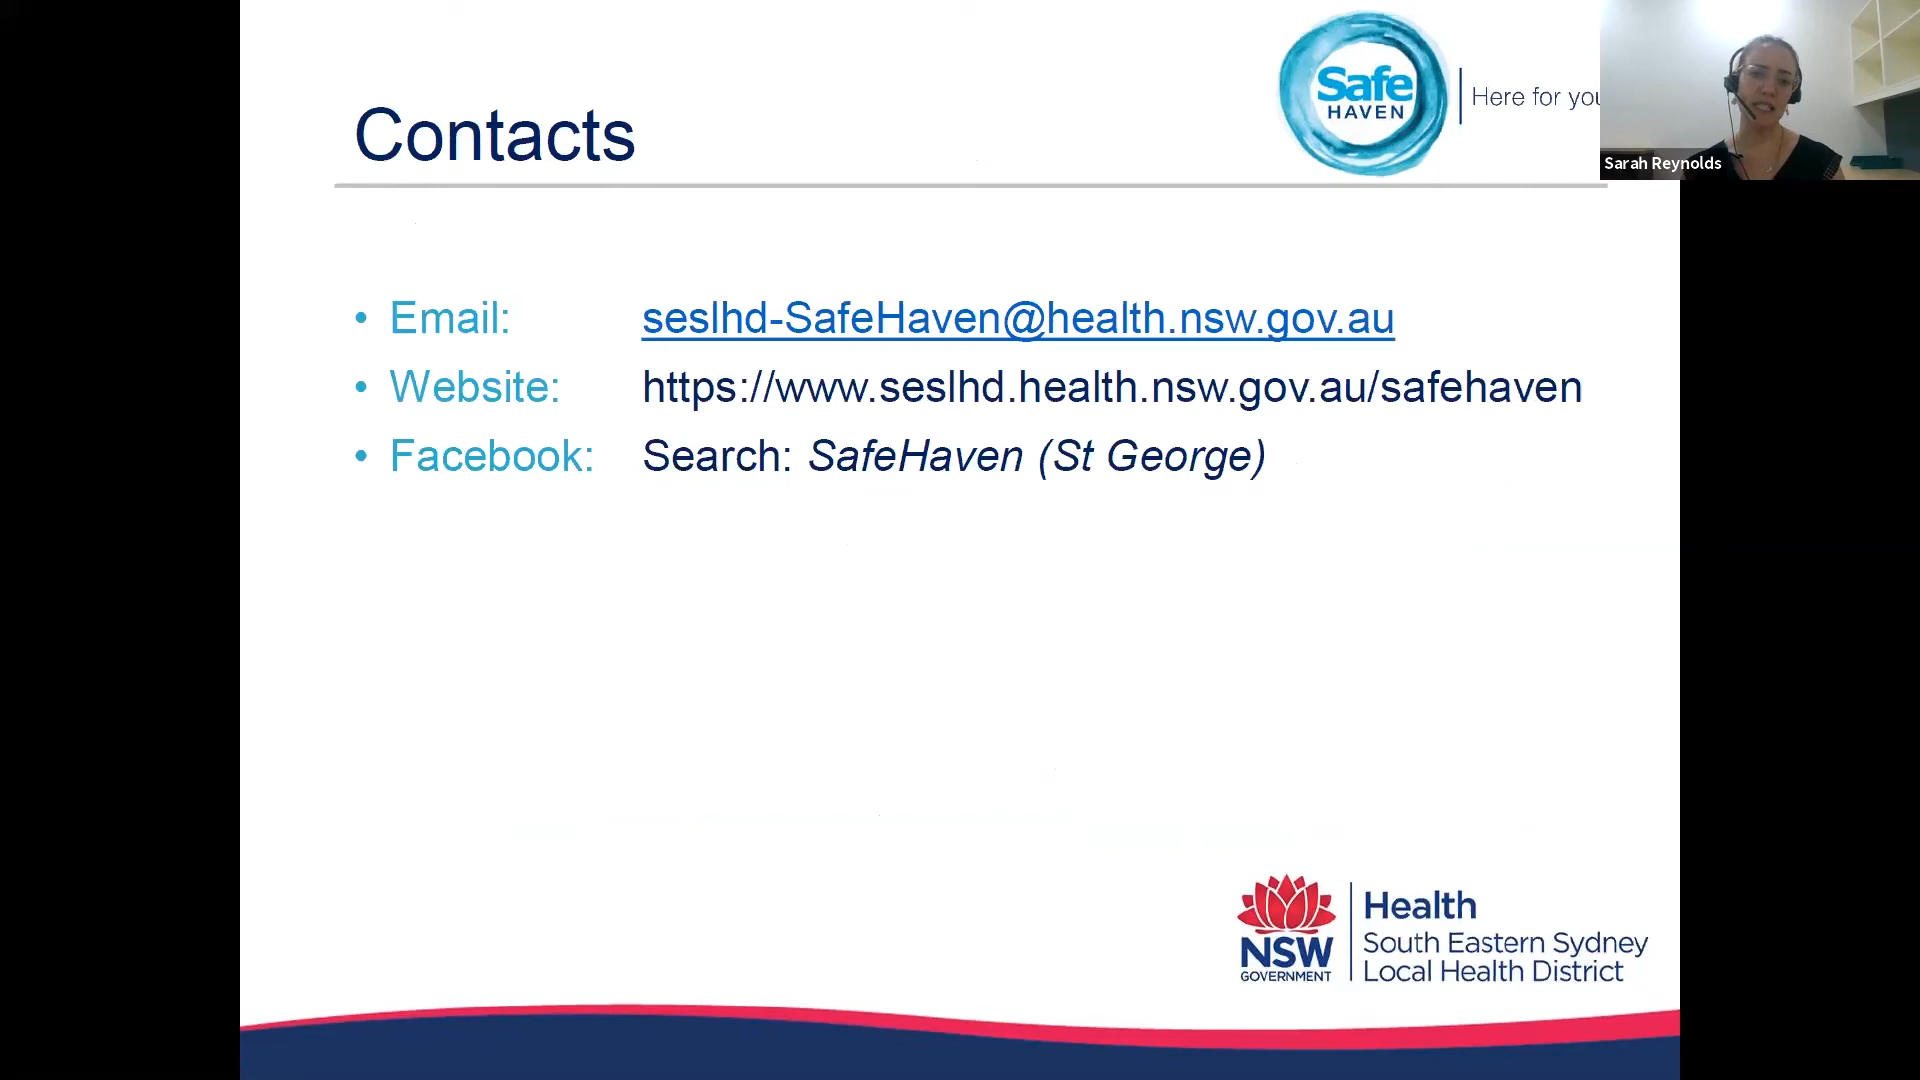 Safe
HAVEN
Here for you
Contacts
Sarah Reynolds
• Email: seslhd-SafeHaven@health.nsw.gov.au
• Website: https://www.seslhd.health.nsw.gov.au/safehaven
• Facebook: Search: SafeHaven (St George)
NSW
GOVERNMENT
Health
South Eastern Sydney
Local Health District